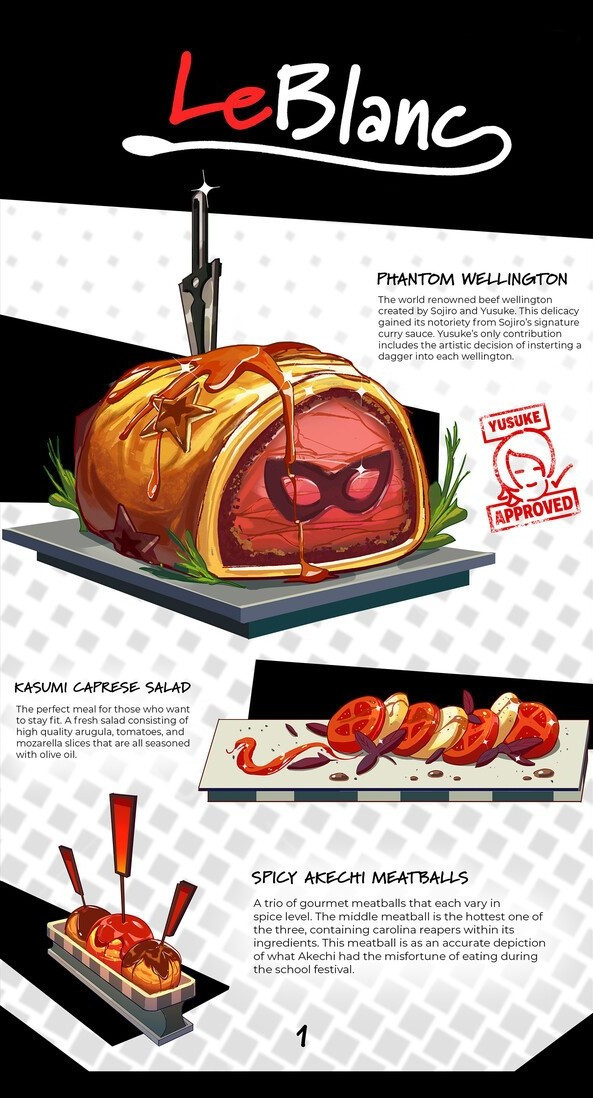 LeBlanc
PHANTOM WELLINGTON
The world renowned beef wellington
created by Sojiro and Yusuke. This delicacy
gained its notoriety from Sojiro's signature
curry sauce. Yusuke's only contribution
includes the artistic decision of insterting a
dagger into each wellington.
YUSUKE
APPROVED
KASUMI CAPRESE SALAD
The perfect meal for those who want
to stay fit. A fresh salad consisting of
high quality arugula, tomatoes, and
mozarella slices that are all seasoned
with olive oil.
SPICY AKECHI MEATBALLS
A trio of gourmet meatballs that each vary in
spice level. The middle meatball is the hottest one of
the three, containing carolina reapers within its
ingredients. This meatball is as an accurate depiction
of what Akechi had the misfortune of eating during
the school festival.
1